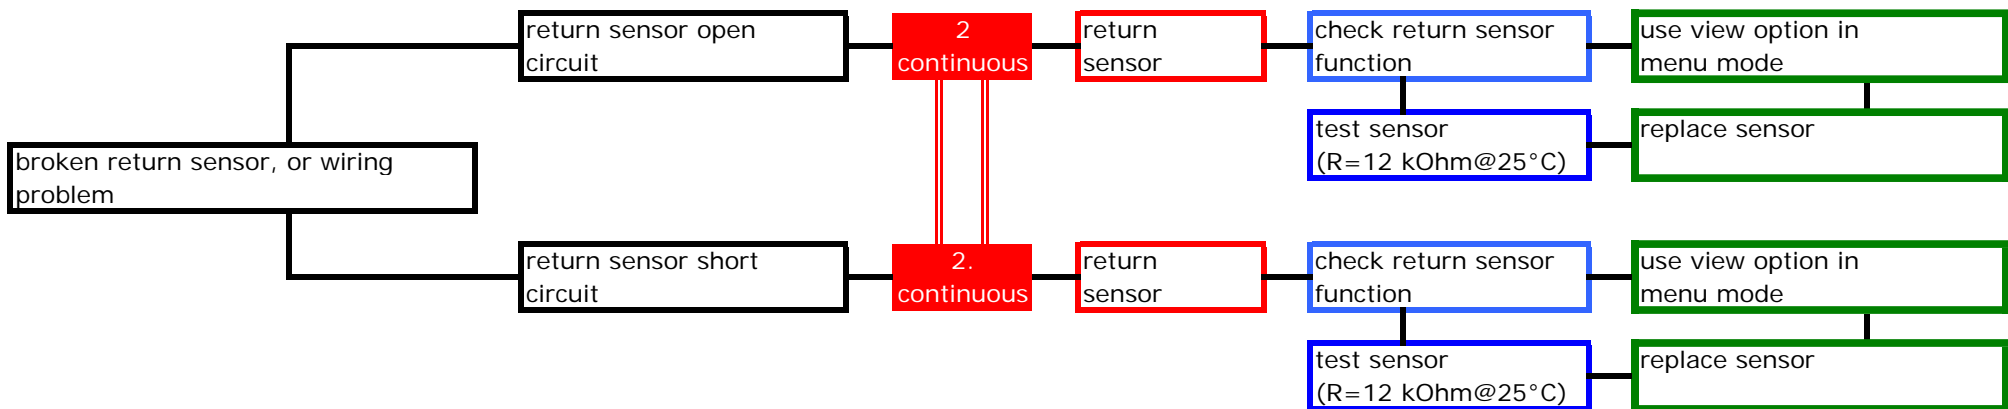 return sensor open
circuit
2
continuous
return
sensor
check return sensor
function
use view option in
menu mode
test sensor
(R=12 kOhm@25°C)
replace sensor
broken return sensor, or wiring
problem
return sensor short
circuit
2.
continuous
return
sensor
check return sensor
function
use view option in
menu mode
test sensor
(R=12 kOhm@25°C)
replace sensor